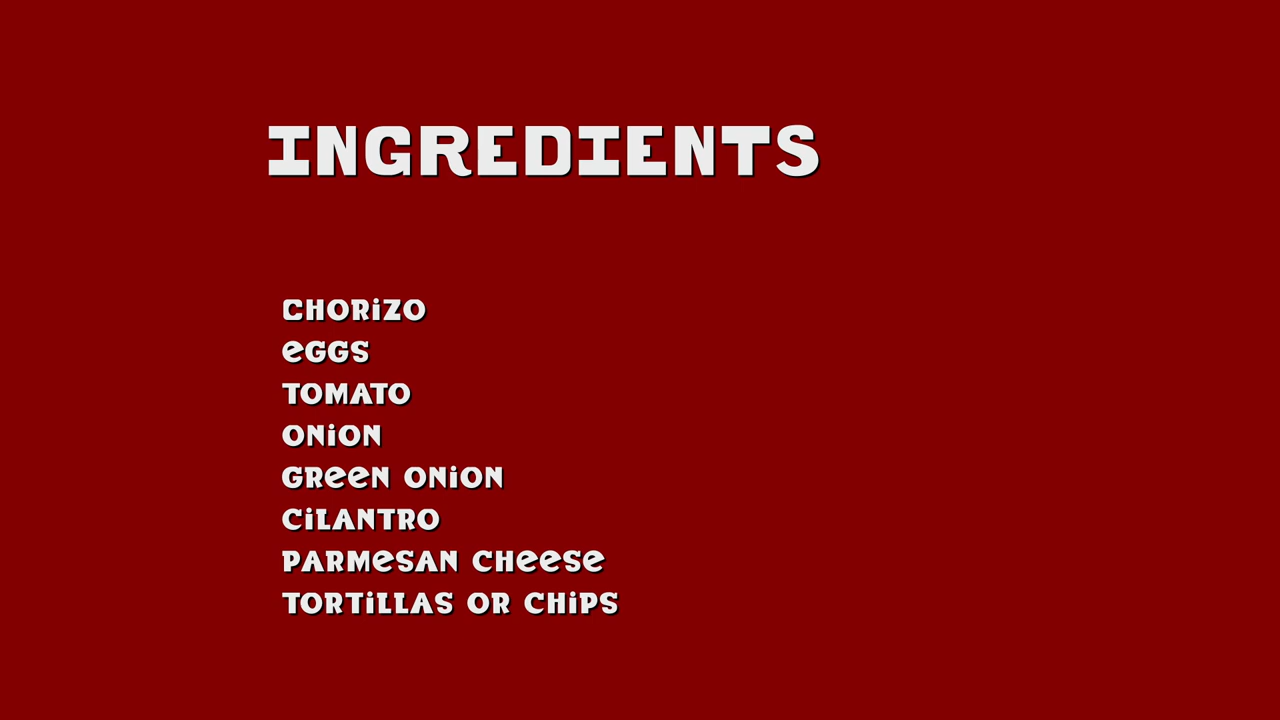 INGREDIENTS
CHORiZO
eGGS
TOMATO
ONiON
GReeN ONiON
CiLANTRO
PARMeSAN CHeeSe
TORTiLLAS OR CHiPS